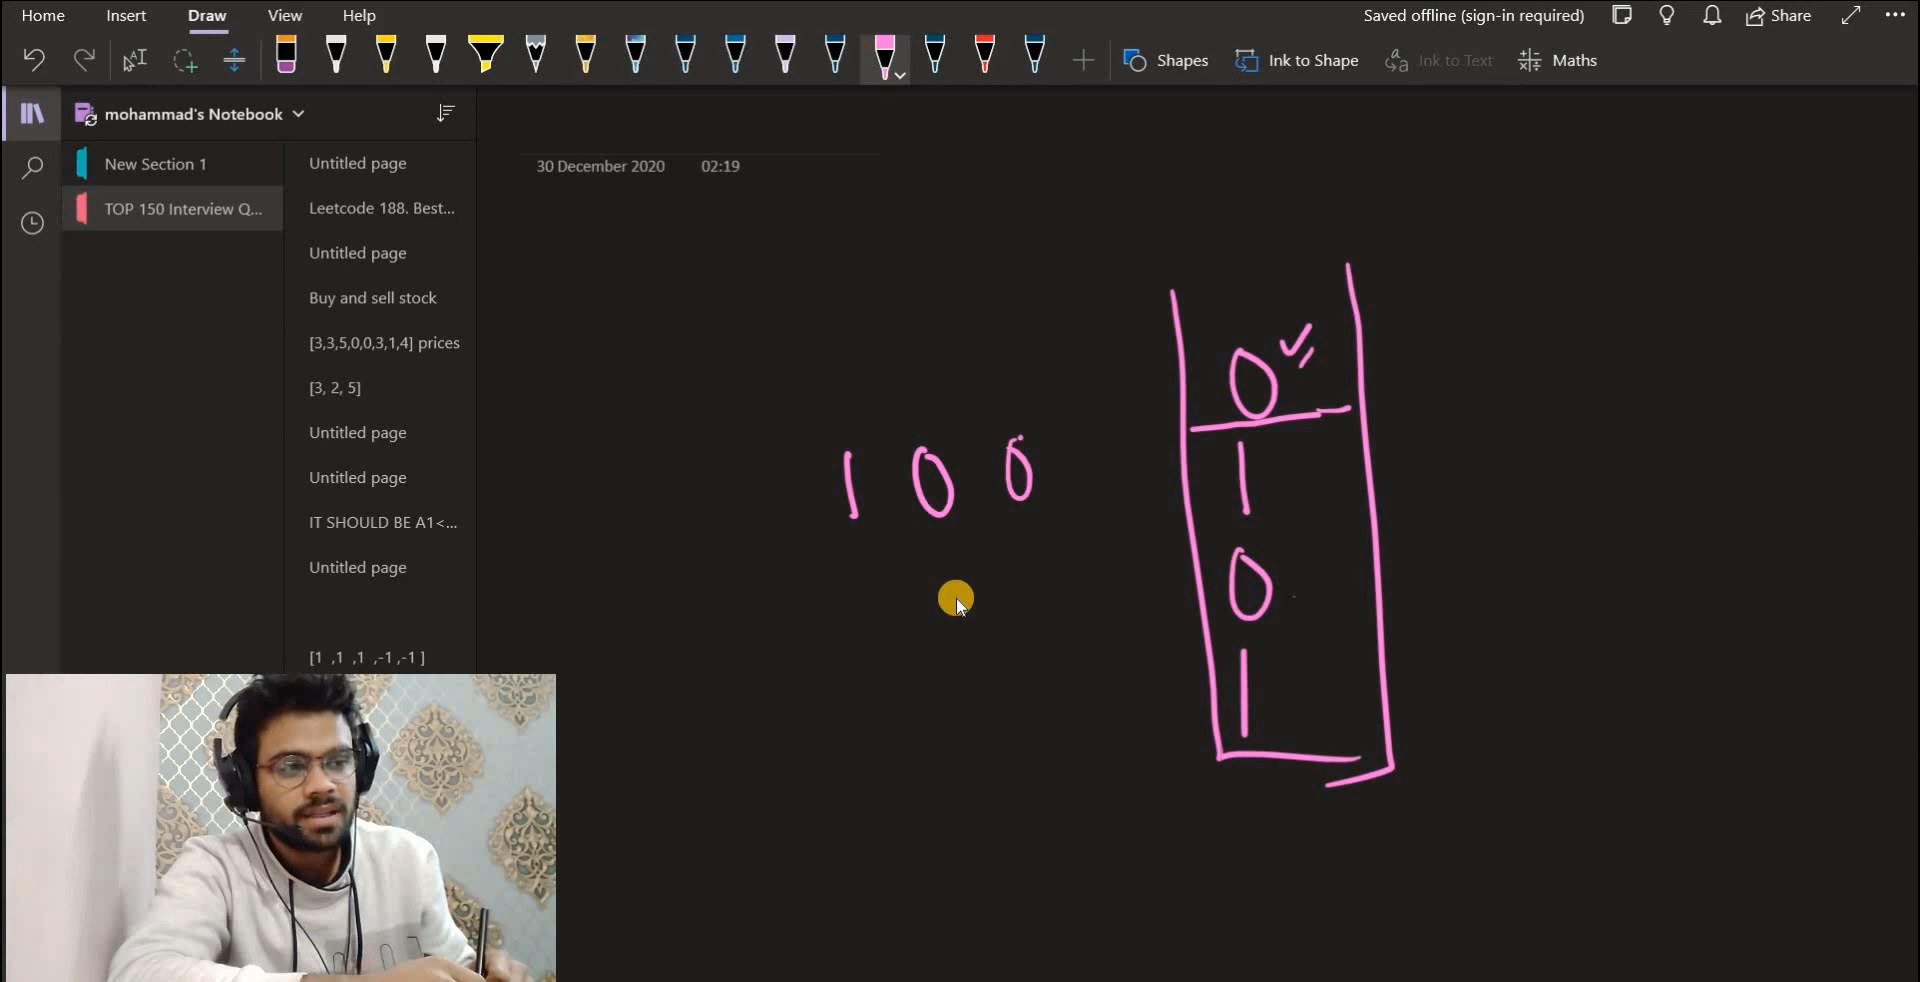 Home Insert Draw View Help
Saved offline (sign-in required) Share
Shapes Ink to Shape Ink to Text Maths
mohammad's Notebook
New Section 1
TOP 150 Interview Q...
Untitled page
Leetcode 188. Best...
Untitled page
Buy and sell stock
[3,3,5,0,0,3,1,4] prices
[3, 2, 5]
Untitled page
Untitled page
IT SHOULD BE A1<...
Untitled page
[1 ,1 ,1 ,-1 ,-1 ]
30 December 2020 02:19
1 0 0
0
1
0
1